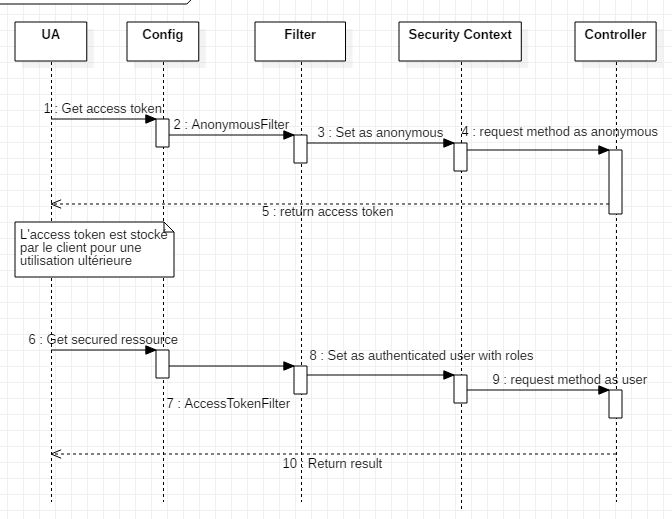 UA
Config
Filter
Security Context
Controller
1 : Get access token
2 : AnonymousFilter
3 : Set as anonymous
4 : request method as anonymous
5 : return access token
L'access token est stocké
par le client pour une
utilisation ultérieure
6 : Get secured ressource
7 : AccessTokenFilter
8 : Set as authenticated user with roles
9 : request method as user
10 : Return result